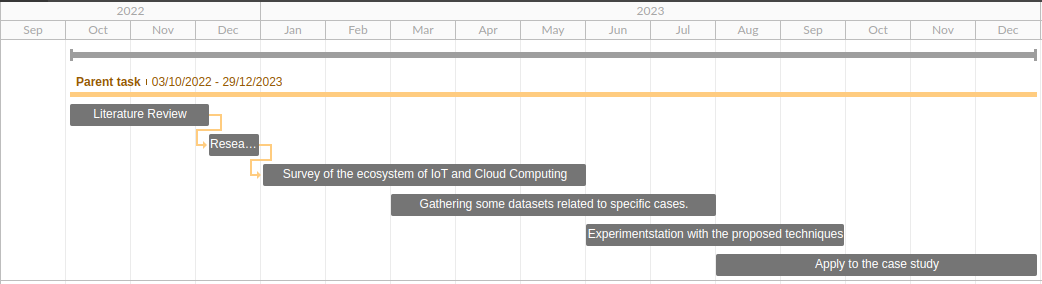 2022 2023
Sep Oct Nov Dec Jan Feb Mar Apr May Jun Jul Aug Sep Oct Nov Dec
Parent task 03/10/2022 - 29/12/2023
Literature Review
Resea...
Survey of the ecosystem of IoT and Cloud Computing
Gathering some datasets related to specific cases.
Experimentstation with the proposed techniques
Apply to the case study